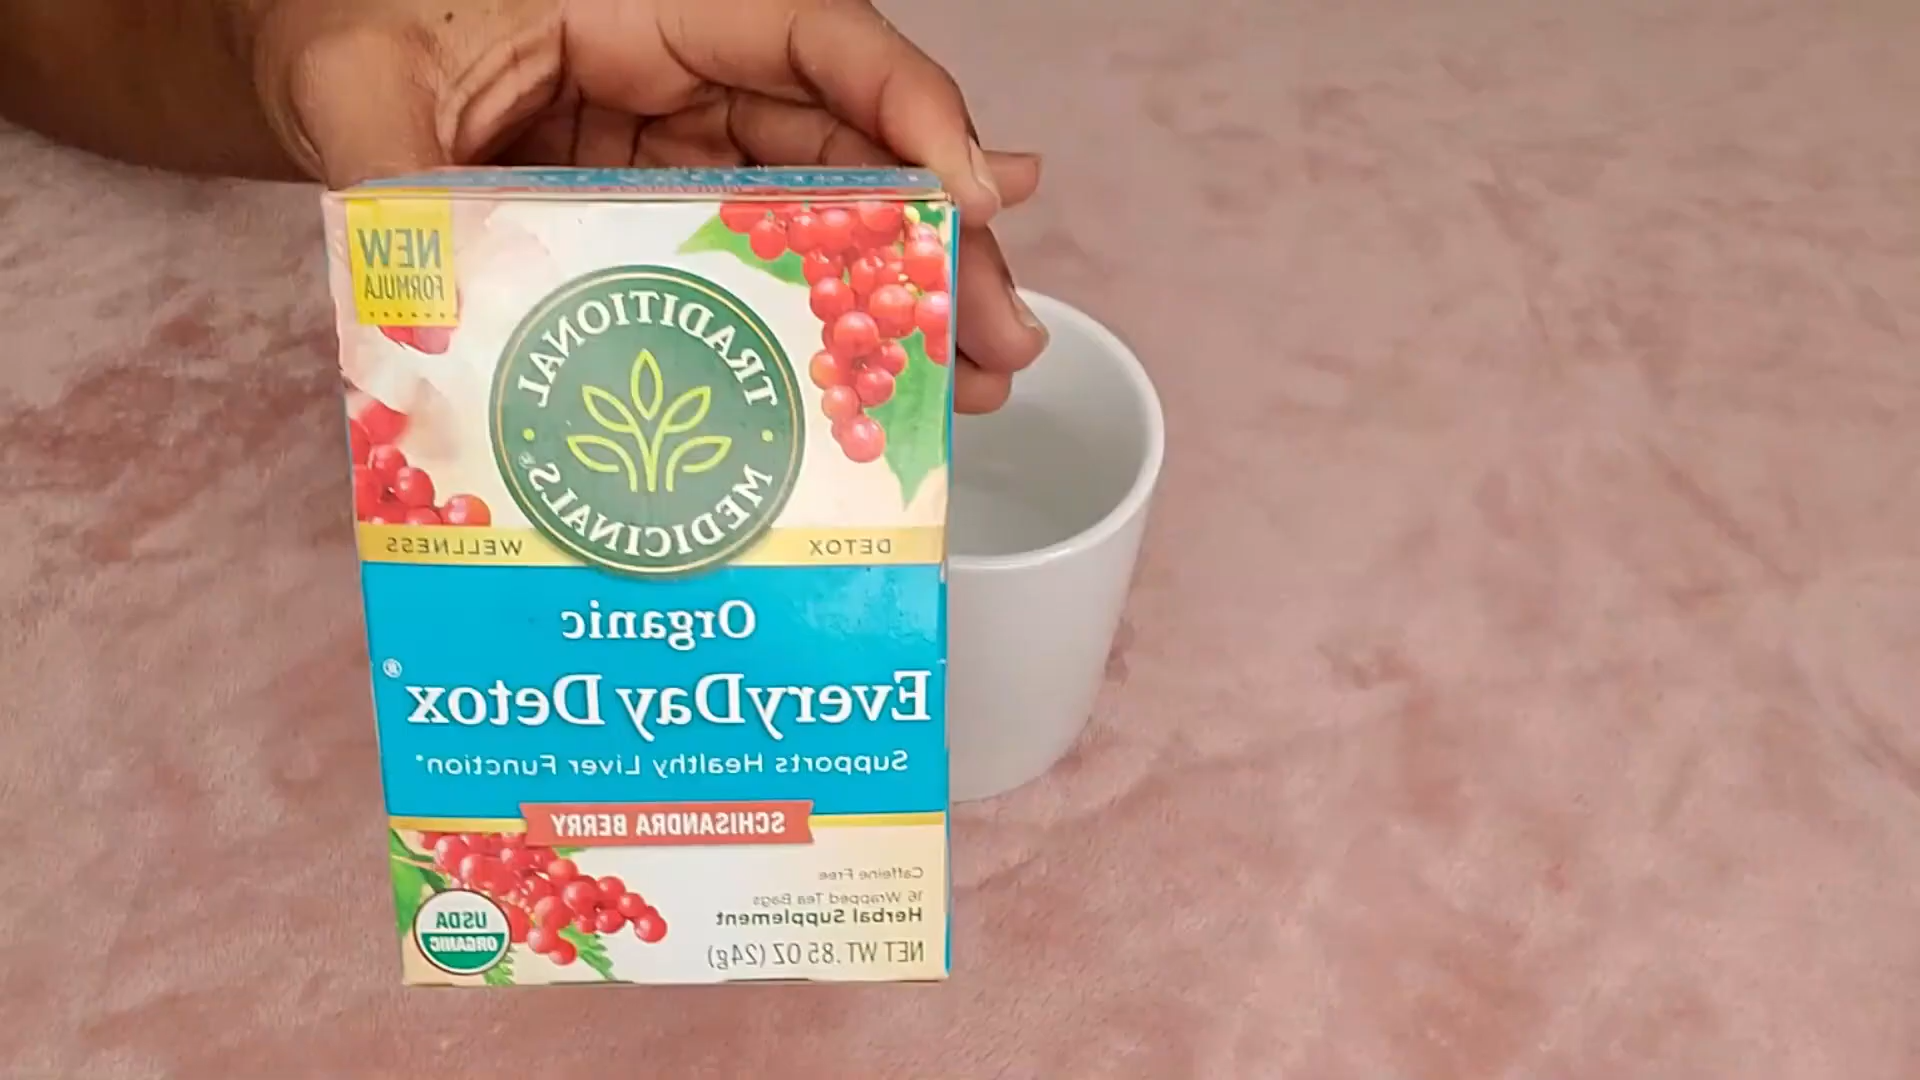 NEW
FORMULA
TRADITIONAL
MEDICINALS®
DETOX WELLNESS
Organic
EveryDay Detox®
Supports Healthy Liver Function*
SCHISANDRA BERRY
Caffeine Free
16 Wrapped Tea Bags
Herbal Supplement
NET WT .85 OZ (24g)
USDA
ORGANIC